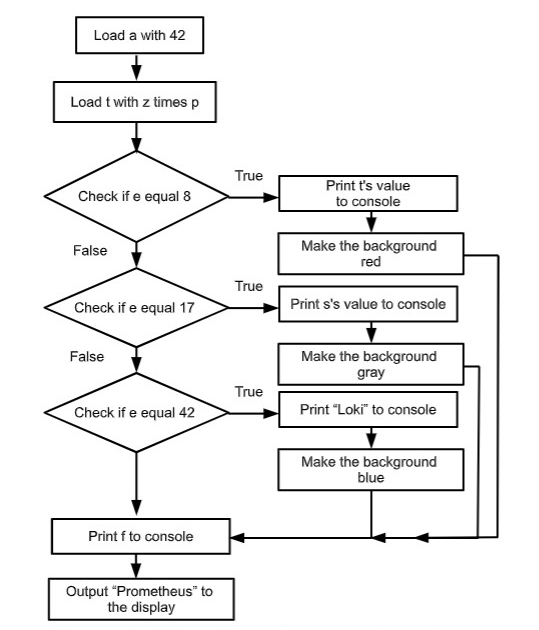 Load a with 42
Load t with z times p
Check if e equal 8
True
Print t's value
to console
Make the background
red
False
Check if e equal 17
True
Print s's value to console
Make the background
gray
False
Check if e equal 42
True
Print “Loki” to console
Make the background
blue
Print f to console
Output “Prometheus” to
the display